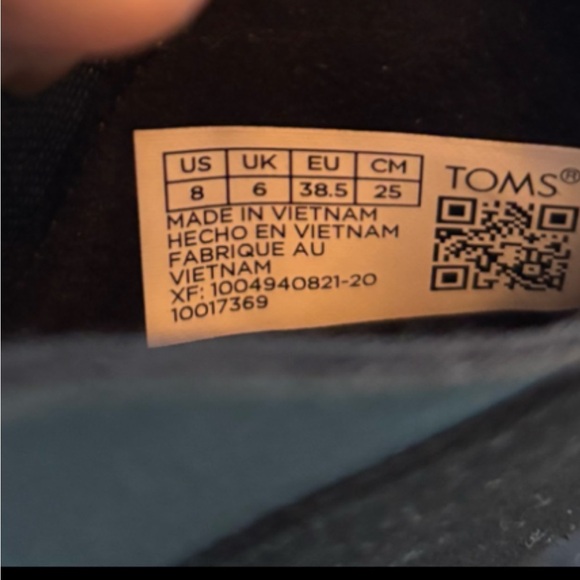 US UK EU CM
8 6 38.5 25
TOMS®
MADE IN VIETNAM
HECHO EN VIETNAM
FABRIQUE AU
VIETNAM
XF: 1004940821-20
10017369